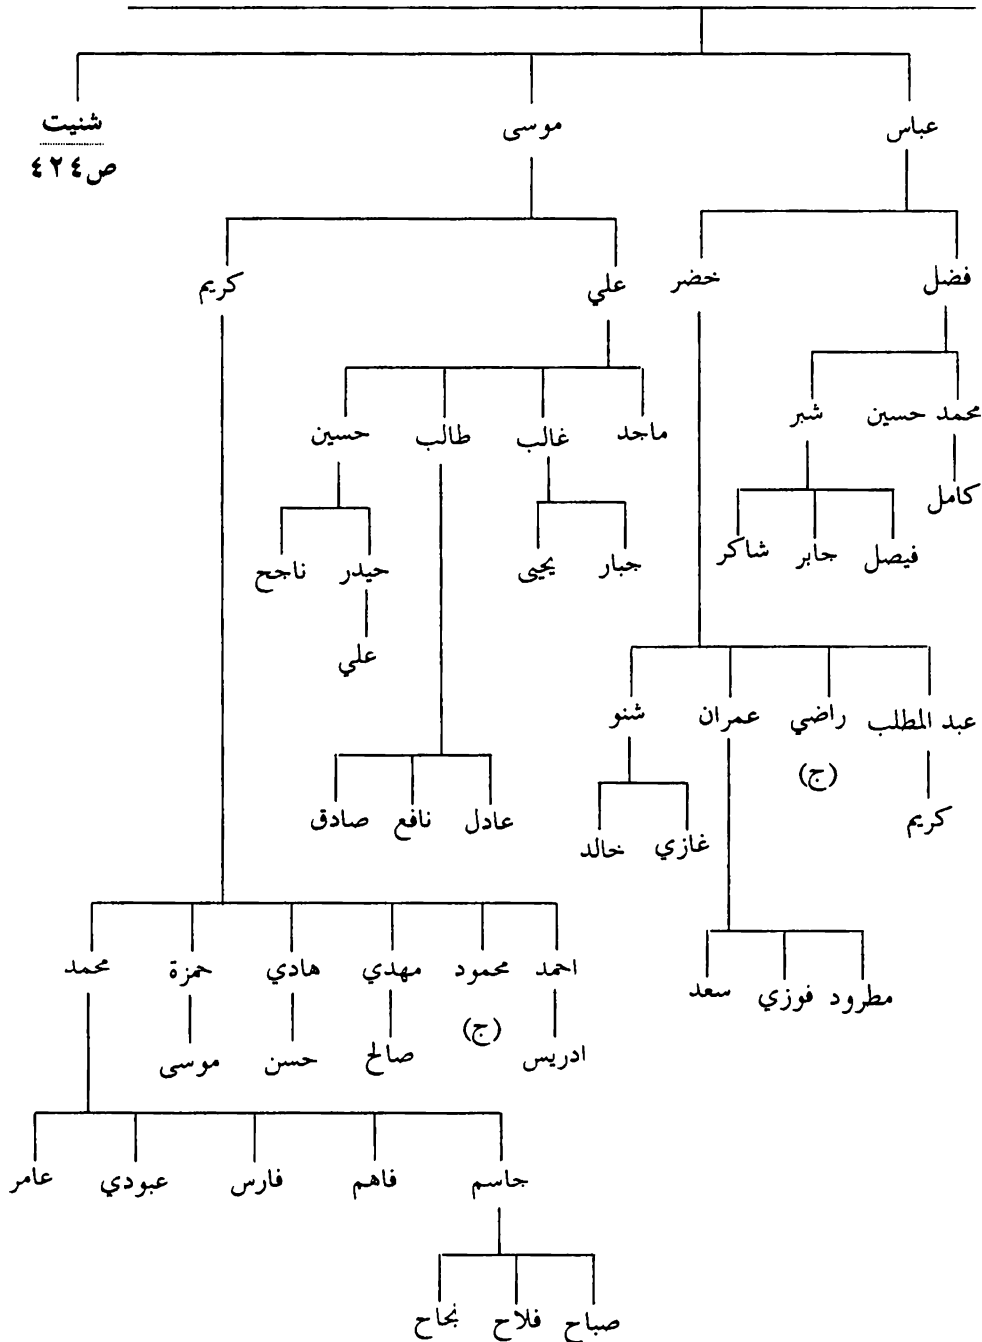 عباس موسى شنيت
ص٤٢٤
فضل خضر علي كريم
محمد حسين شبر ماجد غالب طالب حسين
كامل
فيصل جابر شاكر جبار يحيى حيدر ناجح
علي
عبد المطلب راضي عمران شنو
(ج)
كريم عادل نافع صادق
غازي خالد
احمد محمود مهدي هادي حمزة محمد
مطرود فوزي سعد
(ج)
ادريس صالح حسن موسى
جاسم فاهم فارس عبودي عامر
صباح فلاح نجاح